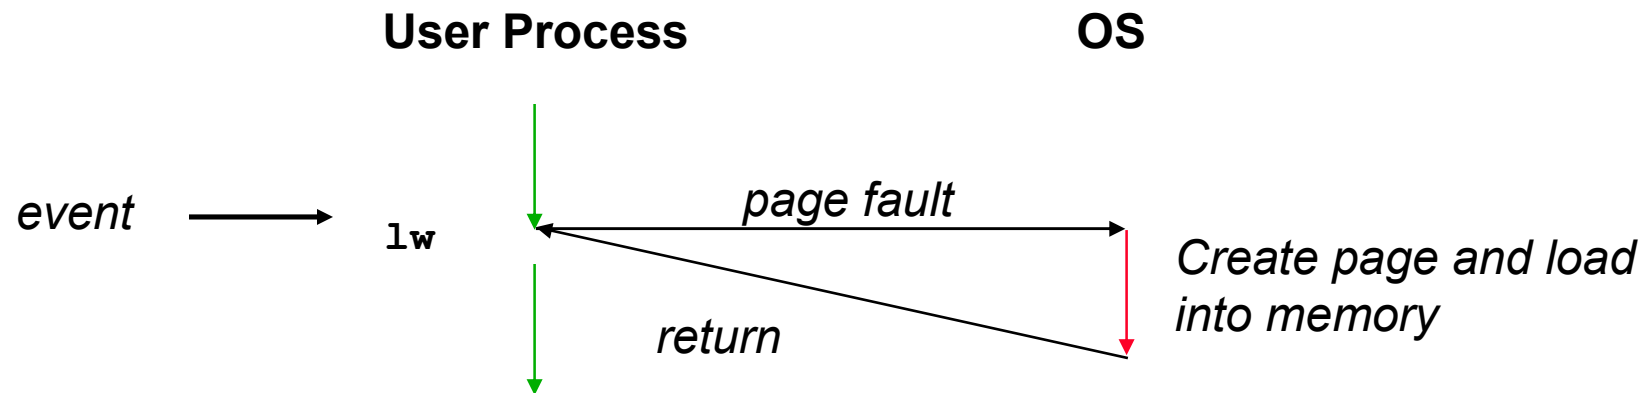 User Process
OS
event
lw
page fault
return
Create page and load
into memory